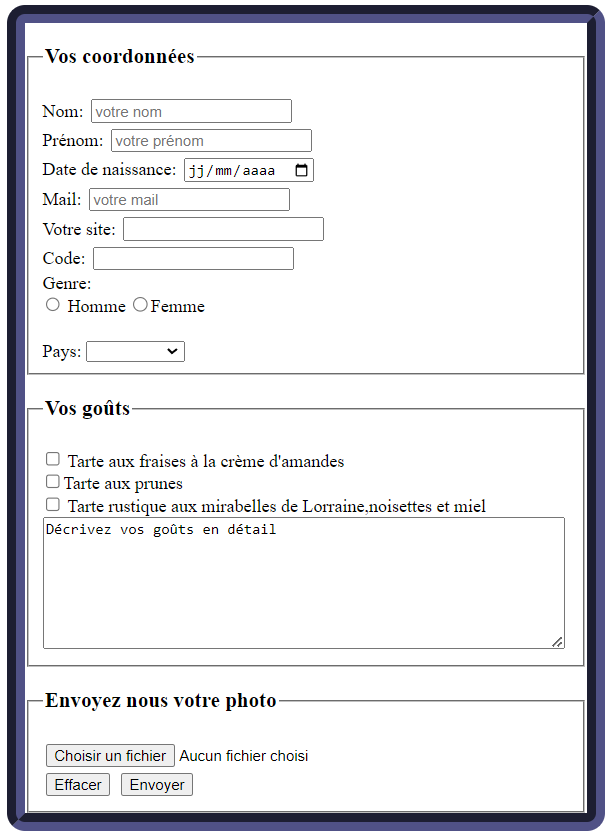 Vos coordonnées
Nom: votre nom
Prénom: votre prénom
Date de naissance: jj/mm/aaaa
Mail: votre mail
Votre site:
Code:
Genre:
Homme Femme
Pays:
Vos goûts
Tarte aux fraises à la crème d'amandes
Tarte aux prunes
Tarte rustique aux mirabelles de Lorraine,noisettes et miel
Décrivez vos goûts en détail
Envoyez nous votre photo
Choisir un fichier Aucun fichier choisi
Effacer Envoyer